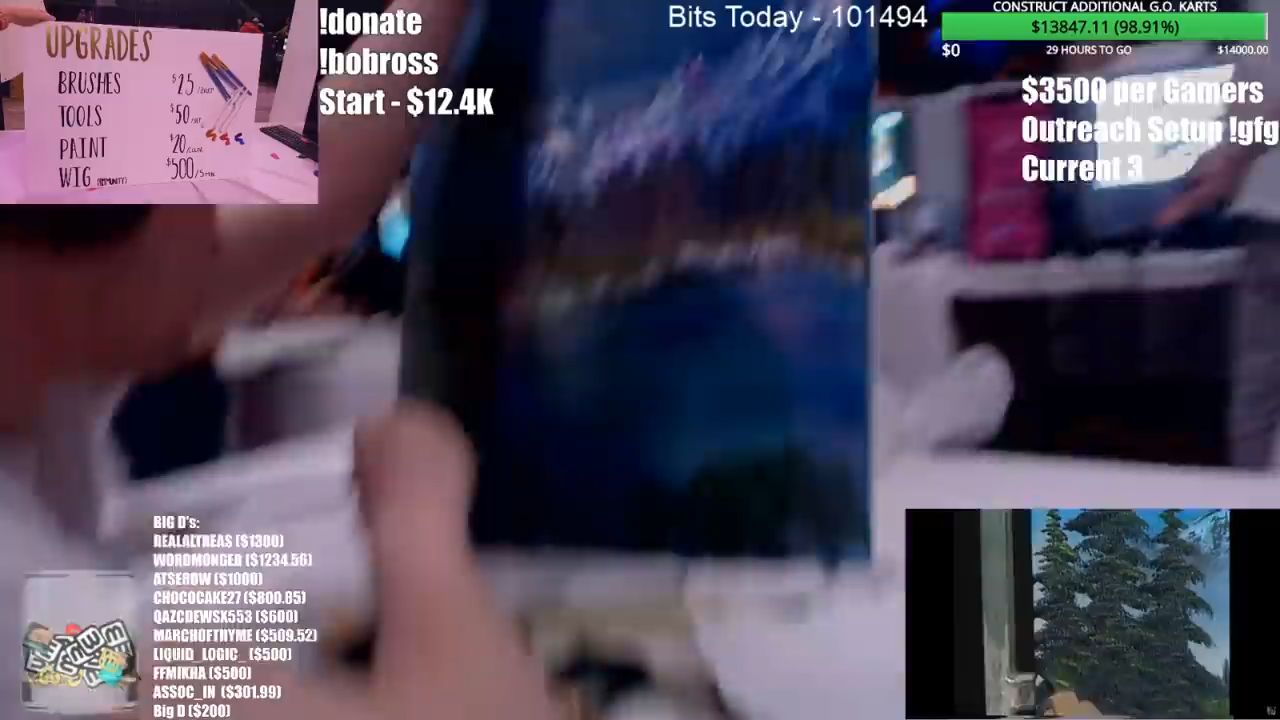 UPGRADES
BRUSHES $25
TOOLS $50
PAINT $20
WIG $500
!donate
!bobross
Start - $12.4K
Bits Today - 101494
CONSTRUCT ADDITIONAL G.O. KARTS
$13847.11 (98.91%)
$0 29 HOURS TO GO $14000.00
$3500 per Gamers
Outreach Setup !gfg
Current 3
BIG D's:
REALALTREAS ($1300)
WORDMONGER ($1234.56)
ATSEROW ($1000)
CHOCOCAKE27 ($800.85)
QAZCDEWSX553 ($600)
MARCHOFTHYME ($509.52)
LIQUID_LOGIC_ ($500)
FFMIKHA ($500)
ASSOC_IN ($301.99)
Big D ($200)